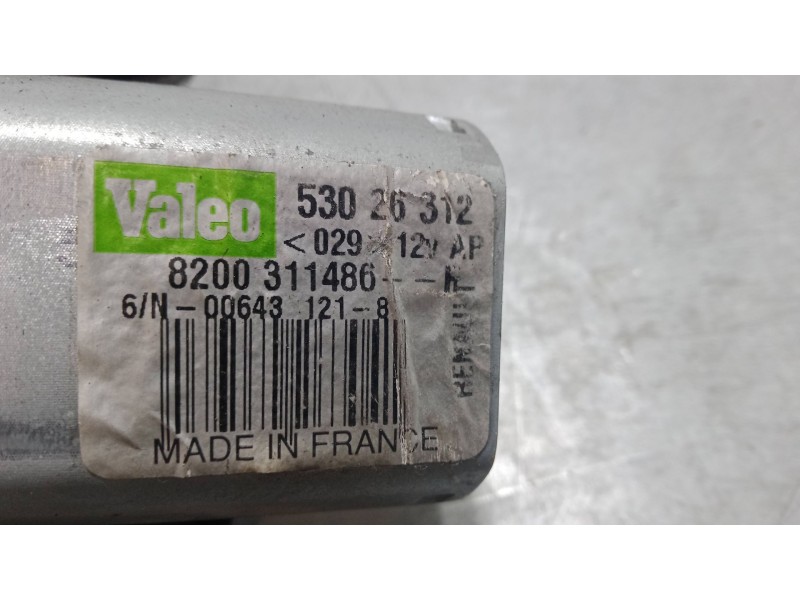 Valeo
530 26 312
<029 12v AP
8200 311486
6/N-00643 121-8
RENAULT
MADE IN FRANCE